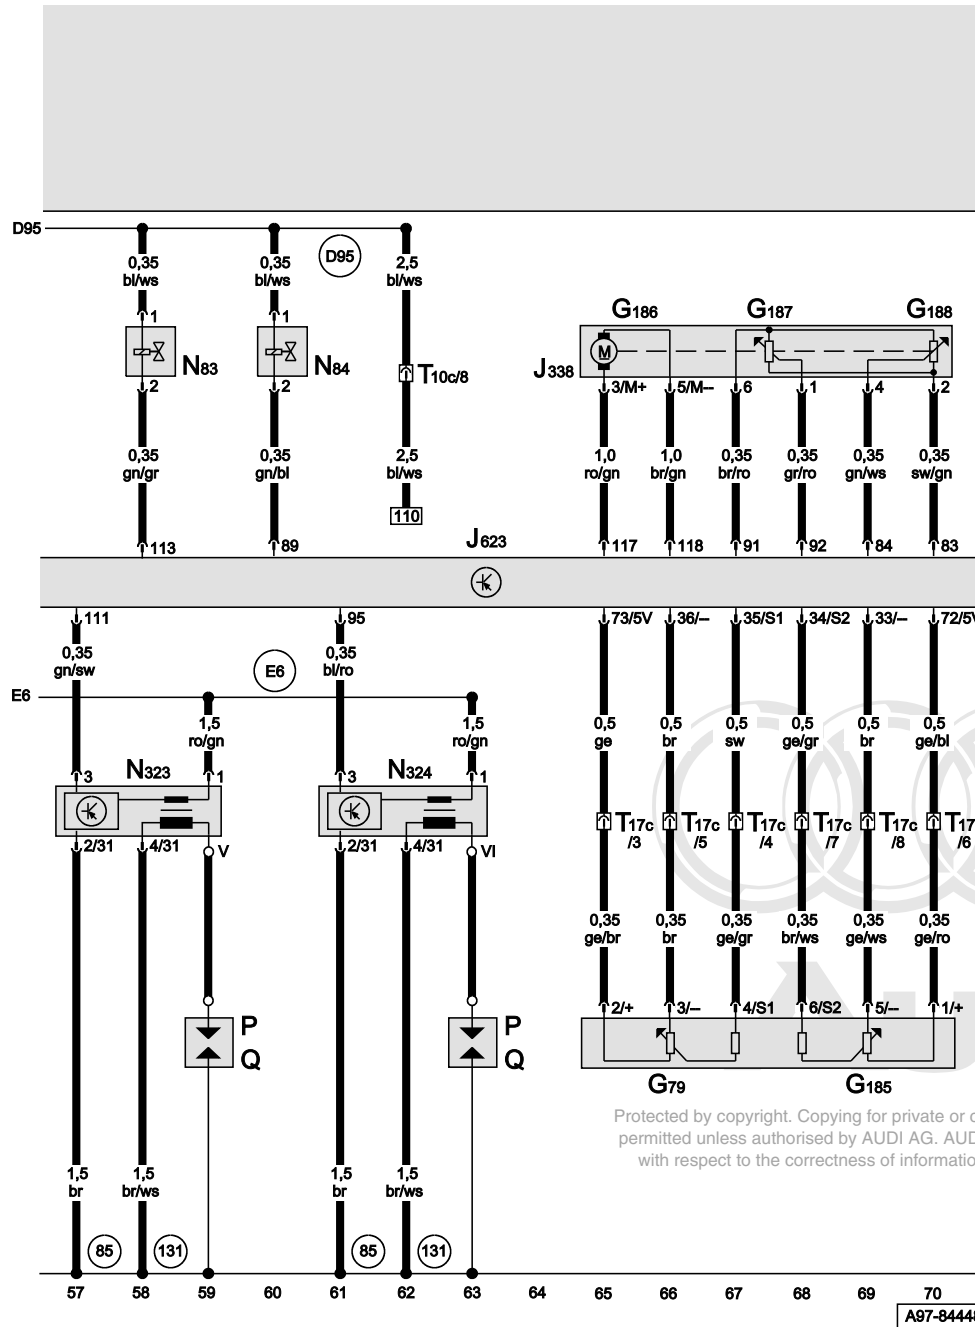 D95
D95
0,35
bl/ws
0,35
bl/ws
2,5
bl/ws
1
1
N83
N84
T10c/8
2
2
0,35
gn/gr
0,35
gn/bl
2,5
bl/ws
110
113
89
G186
G187
G188
M
J338
3/M+
5/M--
6
1
4
2
1,0
ro/gn
1,0
br/gn
0,35
br/ro
0,35
gr/ro
0,35
gn/ws
0,35
sw/gn
J623
117
118
91
92
84
83
111
95
73/5V
36/--
35/S1
34/S2
33/--
72/5V
0,35
gn/sw
0,35
bl/ro
E6
E6
1,5
ro/gn
1,5
ro/gn
0,5
ge
0,5
br
0,5
sw
0,5
ge/gr
0,5
br
0,5
ge/bl
3
N323
1
3
N324
1
2/31
4/31
V
2/31
4/31
VI
T17c
/3
T17c
/5
T17c
/4
T17c
/7
T17c
/8
T17
/6
0,35
ge/br
0,35
br
0,35
ge/gr
0,35
br/ws
0,35
ge/ws
0,35
ge/ro
2/+
3/--
4/S1
6/S2
5/--
1/+
P
Q
P
Q
G79
G185
Protected by copyright. Copying for private or
permitted unless authorised by AUDI AG. AUD
with respect to the correctness of informatio
1,5
br
1,5
br/ws
1,5
br
1,5
br/ws
85
131
85
131
57 58 59 60 61 62 63 64 65 66 67 68 69 70
A97-8444
Au